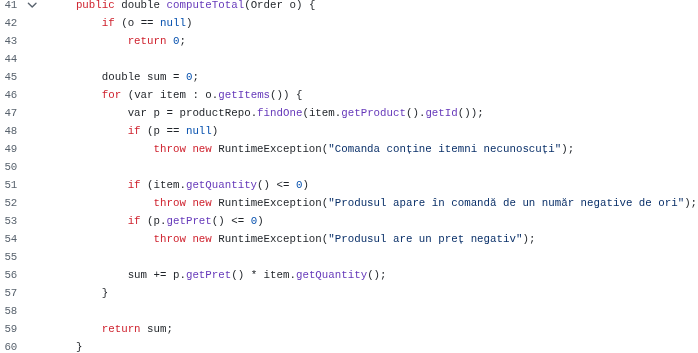 41 public double computeTotal(Order o) {
42 if (o == null)
43 return 0;
44
45 double sum = 0;
46 for (var item : o.getItems()) {
47 var p = productRepo.findOne(item.getProduct().getId());
48 if (p == null)
49 throw new RuntimeException("Comanda conține itemni necunoscuți");
50
51 if (item.getQuantity() <= 0)
52 throw new RuntimeException("Produsul apare în comandă de un număr negative de ori");
53 if (p.getPret() <= 0)
54 throw new RuntimeException("Produsul are un preț negativ");
55
56 sum += p.getPret() * item.getQuantity();
57 }
58
59 return sum;
60 }